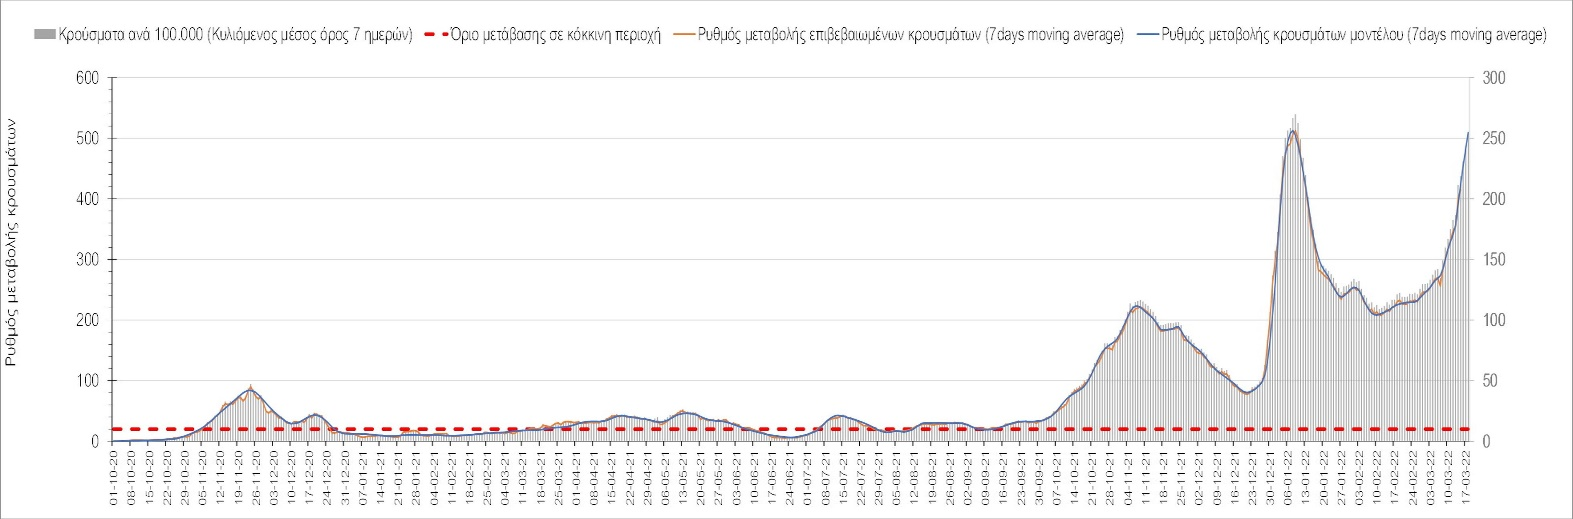 Κρούσματα ανά 100.000 (Κυλιόμενος μέσος όρος 7 ημερών) Όριο μετάβασης σε κόκκινη περιοχή Ρυθμός μεταβολής επιβεβαιωμένων κρουσμάτων (7days moving average) Ρυθμός μεταβολής κρουσμάτων μοντέλου (7days moving average)
Ρυθμός μεταβολής κρουσμάτων
600 300
500 250
400 200
300 150
200 100
100 50
0 0
01-10-20 08-10-20 15-10-20 22-10-20 29-10-20 05-11-20 12-11-20 19-11-20 26-11-20 03-12-20 10-12-20 17-12-20 24-12-20 31-12-20 07-01-21 14-01-21 21-01-21 28-01-21 04-02-21 11-02-21 18-02-21 25-02-21 04-03-21 11-03-21 18-03-21 25-03-21 01-04-21 08-04-21 15-04-21 22-04-21 29-04-21 06-05-21 13-05-21 20-05-21 27-05-21 03-06-21 10-06-21 17-06-21 24-06-21 01-07-21 08-07-21 15-07-21 22-07-21 29-07-21 05-08-21 12-08-21 19-08-21 26-08-21 02-09-21 09-09-21 16-09-21 23-09-21 30-09-21 07-10-21 14-10-21 21-10-21 28-10-21 04-11-21 11-11-21 18-11-21 25-11-21 02-12-21 09-12-21 16-12-21 23-12-21 30-12-21 06-01-22 13-01-22 20-01-22 27-01-22 03-02-22 10-02-22 17-02-22 24-02-22 03-03-22 10-03-22 17-03-22